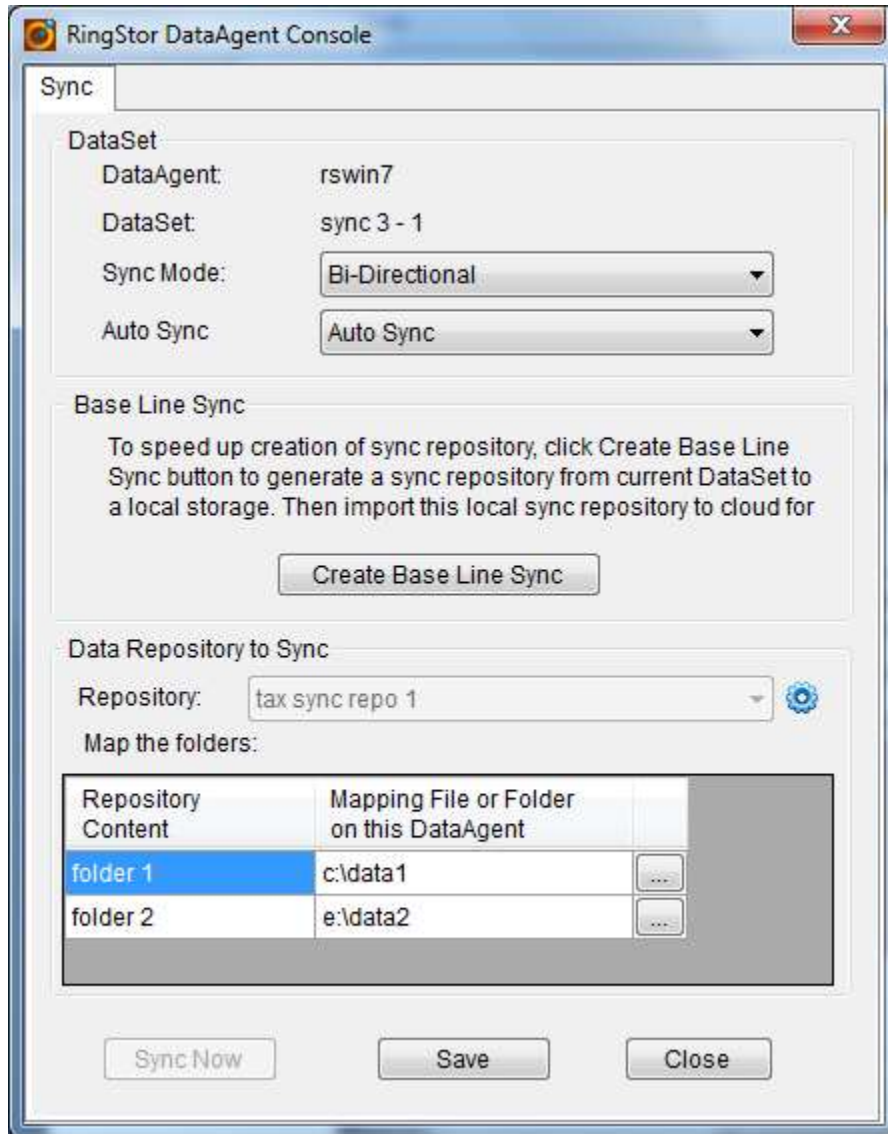 RingStor DataAgent Console
Sync
DataSet
DataAgent: rswin7
DataSet: sync 3 - 1
Sync Mode: Bi-Directional
Auto Sync Auto Sync
Base Line Sync
To speed up creation of sync repository, click Create Base Line
Sync button to generate a sync repository from current DataSet to
a local storage. Then import this local sync repository to cloud for
Create Base Line Sync
Data Repository to Sync
Repository: tax sync repo 1
Map the folders:
Repository Content Mapping File or Folder on this DataAgent
folder 1 c:\data1 ...
folder 2 e:\data2 ...
Sync Now Save Close